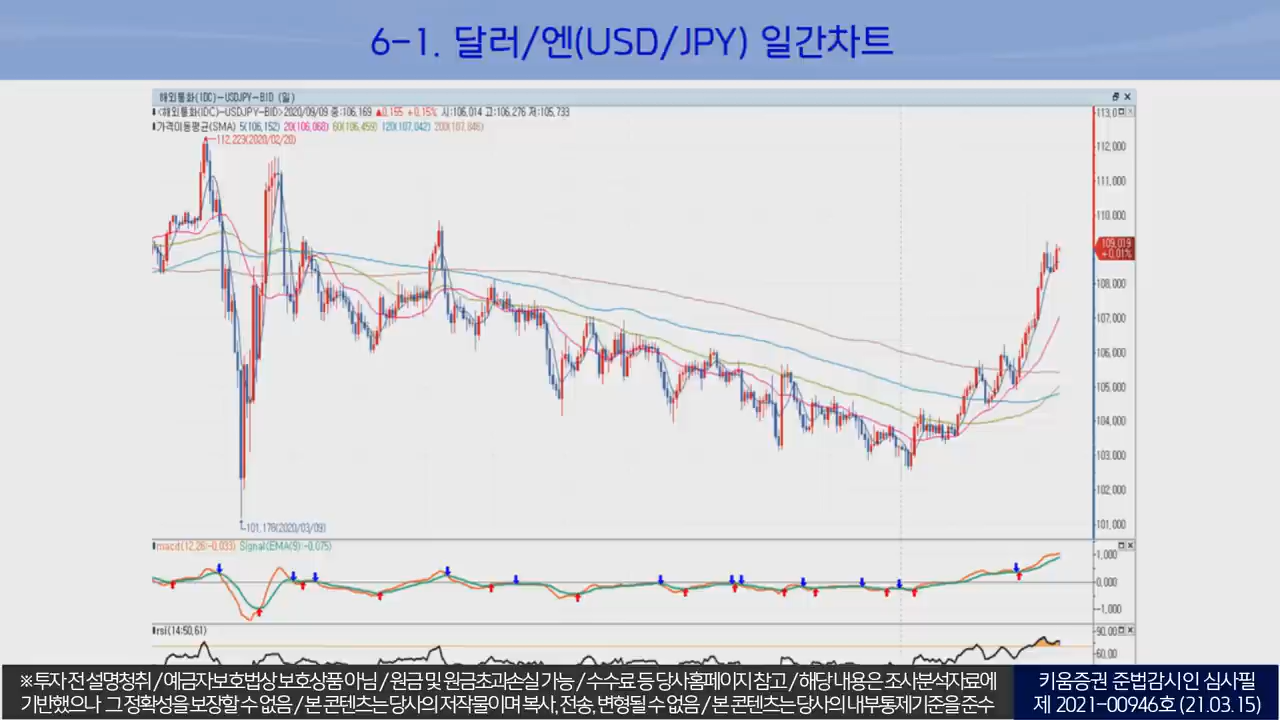 6-1. 달러/엔(USD/JPY) 일간차트
해외통화(IDC)-USDJPY-BID (일)
<해외통화(IDC)-USDJPY-BID>2020/09/09 종:106,169 ▲0,155 +0,15% 시:106,014 고:106,276 저:105,733
가격이동평균(SMA) 5(106,152) 20(106,068) 60(106,459) 120(107,042) 200(107,846)
112,223(2020/02/20)
113,0
112,000
111,000
110,000
109,019
+0,01%
108,000
107,000
106,000
105,000
104,000
103,000
102,000
101,000
101,178(2020/03/09)
macd(12,26:-0,033) Signal(EMA(9):-0,075)
1,000
0,000
-1,000
rsi(14:50,61)
90,00
60,00
※ 투자 전 설명청취 / 예금자보호법상 보호상품 아님 / 원금 및 원금초과손실 가능 / 수수료 등 당사홈페이지 참고 / 해당 내용은 조사분석자료에
기반했으나 그 정확성을 보장할 수 없음 / 본 콘텐츠는 당사의 저작물이며 복사, 전송, 변형될 수 없음 / 본 콘텐츠는 당사의 내부통제기준을 준수
키움증권 준법감시인 심사필
제 2021-00946호 (21.03.15)